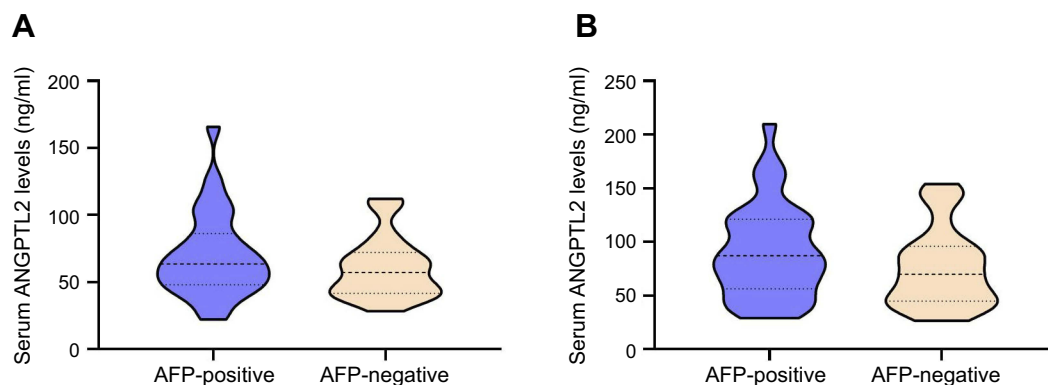 A
Serum ANGPTL2 levels (ng/ml)
200
150
100
50
0
AFP-positive
AFP-negative
B
Serum ANGPTL2 levels (ng/ml)
250
200
150
100
50
0
AFP-positive
AFP-negative